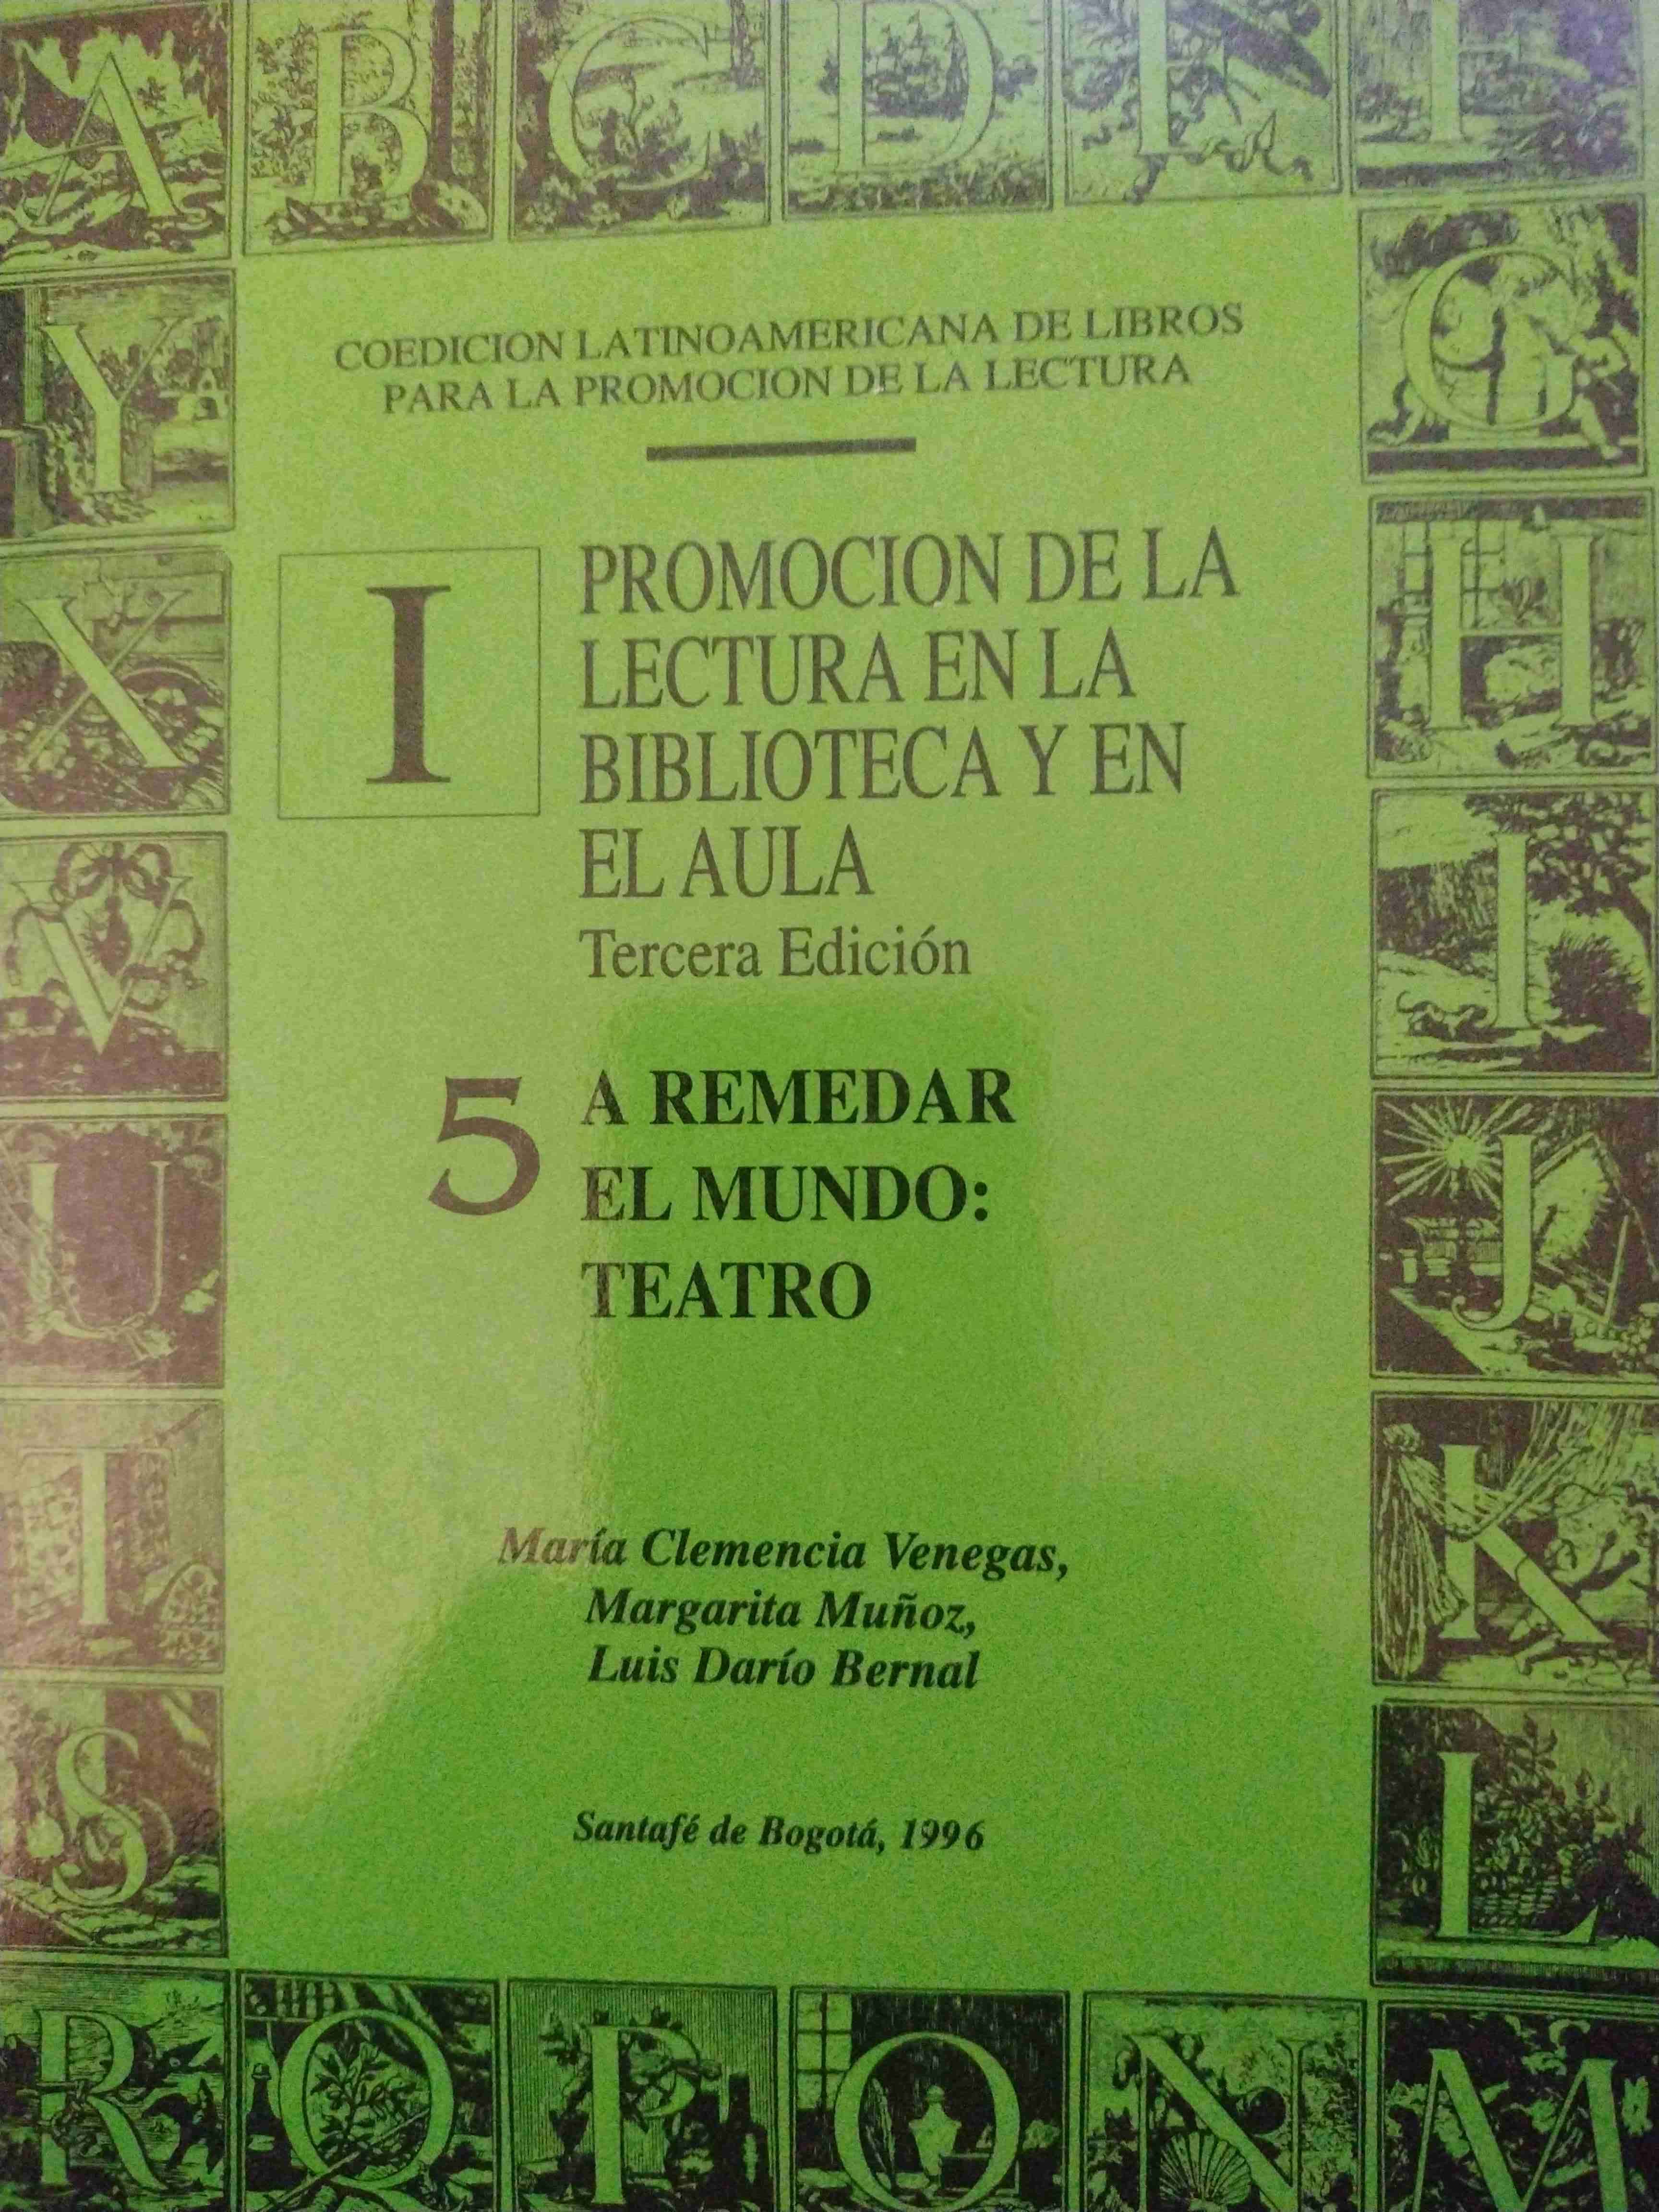 A B C D
COEDICION LATINOAMERICANA DE LIBROS
PARA LA PROMOCION DE LA LECTURA
I
PROMOCION DE LA
LECTURA EN LA
BIBLIOTECA Y EN
EL AULA
Tercera Edición
5
A REMEDAR
EL MUNDO:
TEATRO
María Clemencia Venegas,
Margarita Muñoz,
Luis Darío Bernal
Santafé de Bogotá, 1996
G
H
I
J
K
L
Y
X
V
U
T
S
R Q P O N M